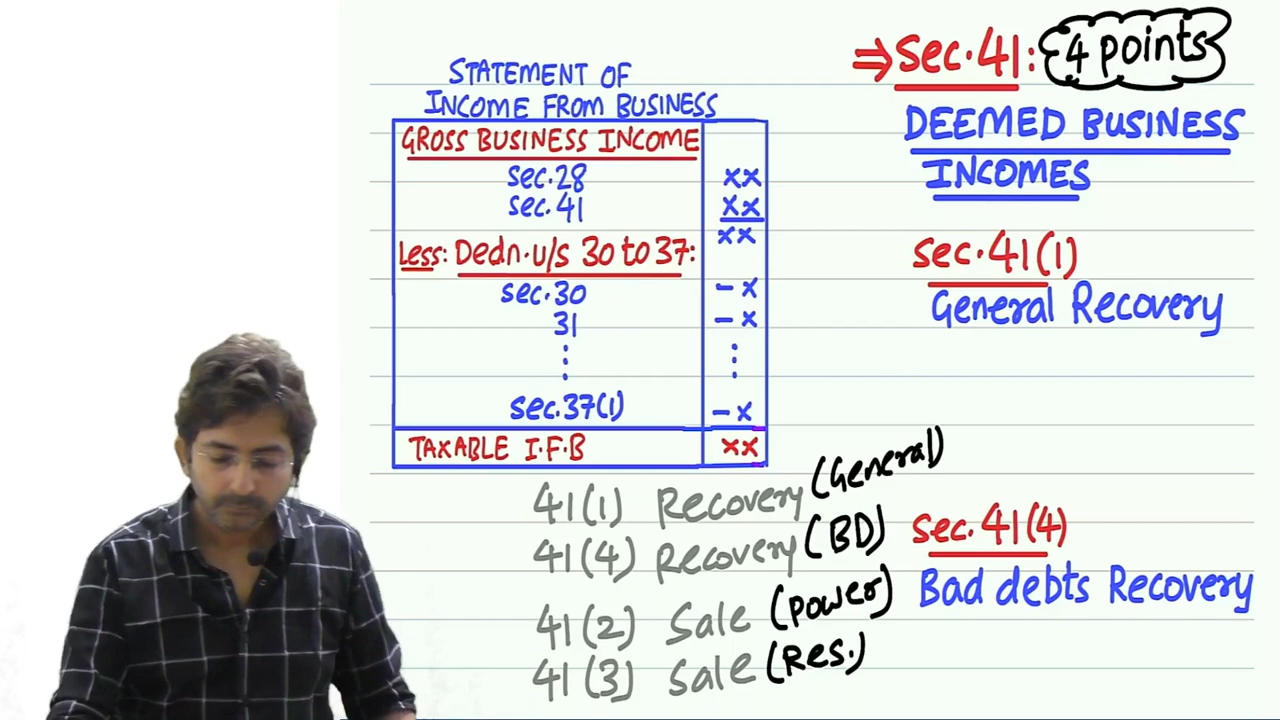 STATEMENT OF
INCOME FROM BUSINESS
GROSS BUSINESS INCOME
sec.28 xx
sec.41 xx
xx
Less: Dedn.u/s 30 to 37:
sec.30 - x
31 - x
⋮ ⋮
sec.37(1) - x
TAXABLE I.F.B xx
41(1) Recovery (General)
41(4) Recovery (BD)
41(2) Sale (power)
41(3) Sale (Res.)
⇒ sec.41: 4 points
DEEMED BUSINESS
INCOMES
sec.41(1)
General Recovery
sec.41(4)
Bad debts Recovery